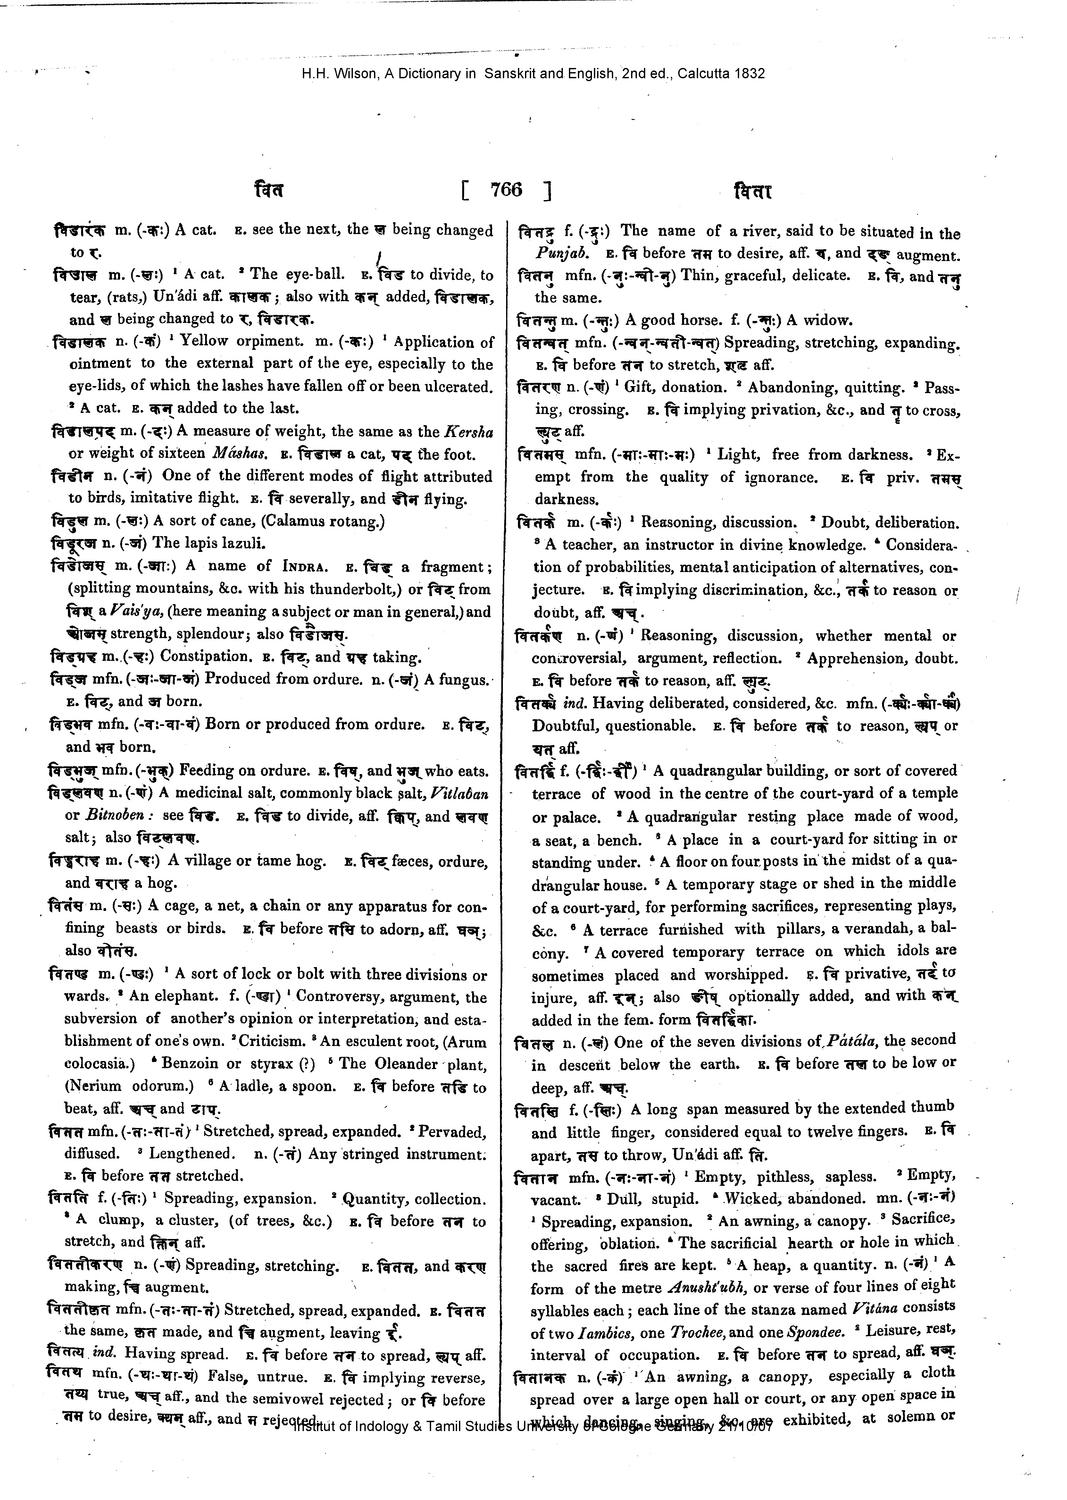 H.H. Wilson, A Dictionary in Sanskrit and English, 2nd ed., Calcutta 1832
वित [ 766 ] विता
विडारक m. (-कः) A cat. E. see the next, the ल being changed
to र.
विडाल m. (-लः) ¹ A cat. ² The eye-ball. E. विड to divide, to
tear, (rats,) Un'ádi aff. कालक; also with कन् added, विडालक,
and ल being changed to र, विडारक.
विडालक n. (-कं) ¹ Yellow orpiment. m. (-कः) ¹ Application of
ointment to the external part of the eye, especially to the
eye-lids, of which the lashes have fallen off or been ulcerated.
² A cat. E. कन् added to the last.
विडालपद् m. (-दः) A measure of weight, the same as the Kersha
or weight of sixteen Máshas. E. विडाल a cat, पद् the foot.
विडीन n. (-नं) One of the different modes of flight attributed
to birds, imitative flight. E. वि severally, and डीन flying.
विडुल m. (-लः) A sort of cane, (Calamus rotang.)
विडूरज n. (-जं) The lapis lazuli.
विडोजस् m. (-जाः) A name of INDRA. E. विड् a fragment;
(splitting mountains, &c. with his thunderbolt,) or विट् from
विश् a Vais'ya, (here meaning a subject or man in general,) and
ओजस् strength, splendour; also विडौजस्.
विड्ग्रह m. (-हः) Constipation. E. विट्, and ग्रह taking.
विड्ज mfn. (-जः-जा-जं) Produced from ordure. n. (-जं) A fungus.
E. विट्, and ज born.
विड्भव mfn. (-वः-वा-वं) Born or produced from ordure. E. विट्,
and भव born.
विड्भुज् mfn. (-भुक्) Feeding on ordure. E. विष्, and भुज् who eats.
विड्लवण n. (-णं) A medicinal salt, commonly black salt, Vitlaban
or Bitnoben: see विड. E. विड to divide, aff. क्विप्, and लवण
salt; also विट्लवण.
विड्वराह m. (-हः) A village or tame hog. E. विट् fæces, ordure,
and वराह a hog.
वितंस m. (-सः) A cage, a net, a chain or any apparatus for con-
fining beasts or birds. E. वि before तसि to adorn, aff. घञ्;
also वीतंस.
वितण्ड m. (-ण्डः) ¹ A sort of lock or bolt with three divisions or
wards. ² An elephant. f. (-ण्डा) ¹ Controversy, argument, the
subversion of another's opinion or interpretation, and esta-
blishment of one's own. ² Criticism. ³ An esculent root, (Arum
colocasia.) ⁴ Benzoin or styrax (?) ⁵ The Oleander plant,
(Nerium odorum.) ⁶ A ladle, a spoon. E. वि before तडि to
beat, aff. अच् and टाप्.
वितत mfn. (-तः-ता-तं) ¹ Stretched, spread, expanded. ² Pervaded,
diffused. ³ Lengthened. n. (-तं) Any stringed instrument.
E. वि before तत stretched.
वितति f. (-तिः) ¹ Spreading, expansion. ² Quantity, collection.
³ A clump, a cluster, (of trees, &c.) E. वि before तन to
stretch, and क्तिन् aff.
विततीकरण n. (-णं) Spreading, stretching. E. वितत, and करण
making, च्वि augment.
विततीकृत mfn. (-तः-ता-तं) Stretched, spread, expanded. E. वितत
the same, कृत made, and च्वि augment, leaving ई.
वितत्य ind. Having spread. E. वि before तन to spread, ल्यप् aff.
वितथ mfn. (-थः-था-थं) False, untrue. E. वि implying reverse,
तथ्य true, अच् aff., and the semivowel rejected; or वि before
तम to desire, क्थन् aff., and म rejected.
वितद्रु f. (-द्रुः) The name of a river, said to be situated in the
Punjab. E. वि before तम to desire, aff. रु, and दुङ् augment.
वितनु mfn. (-नुः-न्वी-नु) Thin, graceful, delicate. E. वि, and तनु
the same.
वितन्तु m. (-न्तुः) A good horse. f. (-न्तुः) A widow.
वितन्वत् mfn. (-न्वन्-न्वती-न्वत्) Spreading, stretching, expanding.
E. वि before तन to stretch, शतृ aff.
वितरण n. (-णं) ¹ Gift, donation. ² Abandoning, quitting. ³ Pass-
ing, crossing. E. वि implying privation, &c., and तृ to cross,
ल्युट् aff.
वितमस् mfn. (-माः-माः-मः) ¹ Light, free from darkness. ² Ex-
empt from the quality of ignorance. E. वि priv. तमस्
darkness.
वितर्क m. (-र्कः) ¹ Reasoning, discussion. ² Doubt, deliberation.
³ A teacher, an instructor in divine knowledge. ⁴ Considera-
tion of probabilities, mental anticipation of alternatives, con-
jecture. E. वि implying discrimination, &c., तर्क to reason or
doubt, aff. अच्.
वितर्कण n. (-णं) ¹ Reasoning, discussion, whether mental or
controversial, argument, reflection. ² Apprehension, doubt.
E. वि before तर्क to reason, aff. ल्युट्.
वितर्क्य ind. Having deliberated, considered, &c. mfn. (-र्क्यः-र्क्या-र्क्यं)
Doubtful, questionable. E. वि before तर्क to reason, ल्यप् or
यत् aff.
वितर्द्दि f. (-र्द्दिः-र्द्दी) ¹ A quadrangular building, or sort of covered
terrace of wood in the centre of the court-yard of a temple
or palace. ² A quadrangular resting place made of wood,
a seat, a bench. ³ A place in a court-yard for sitting in or
standing under. ⁴ A floor on four posts in the midst of a qua-
drangular house. ⁵ A temporary stage or shed in the middle
of a court-yard, for performing sacrifices, representing plays,
&c. ⁶ A terrace furnished with pillars, a verandah, a bal-
cony. ⁷ A covered temporary terrace on which idols are
sometimes placed and worshipped. E. वि privative, तर्द to
injure, aff. इन्; also ङीष् optionally added, and with कन्
added in the fem. form वितर्द्दिका.
वितल n. (-लं) One of the seven divisions of Pátála, the second
in descent below the earth. E. वि before तल to be low or
deep, aff. अच्.
वितस्ति f. (-स्तिः) A long span measured by the extended thumb
and little finger, considered equal to twelve fingers. E. वि
apart, तस to throw, Un'ádi aff. ति.
वितान mfn. (-नः-ना-नं) ¹ Empty, pithless, sapless. ² Empty,
vacant. ³ Dull, stupid. ⁴ Wicked, abandoned. mn. (-नः-नं)
¹ Spreading, expansion. ² An awning, a canopy. ³ Sacrifice,
offering, oblation. ⁴ The sacrificial hearth or hole in which
the sacred fires are kept. ⁵ A heap, a quantity. n. (-नं) ¹ A
form of the metre Anusht'ubh, or verse of four lines of eight
syllables each; each line of the stanza named Vitána consists
of two Iambics, one Trochee, and one Spondee. ² Leisure, rest,
interval of occupation. E. वि before तन to spread, aff. घञ्.
वितानक n. (-कं) ¹ An awning, a canopy, especially a cloth
spread over a large open hall or court, or any open space in
which dancing, singing, &c. are exhibited, at solemn or
Institut of Indology & Tamil Studies University of Cologne Germany 21/10/07